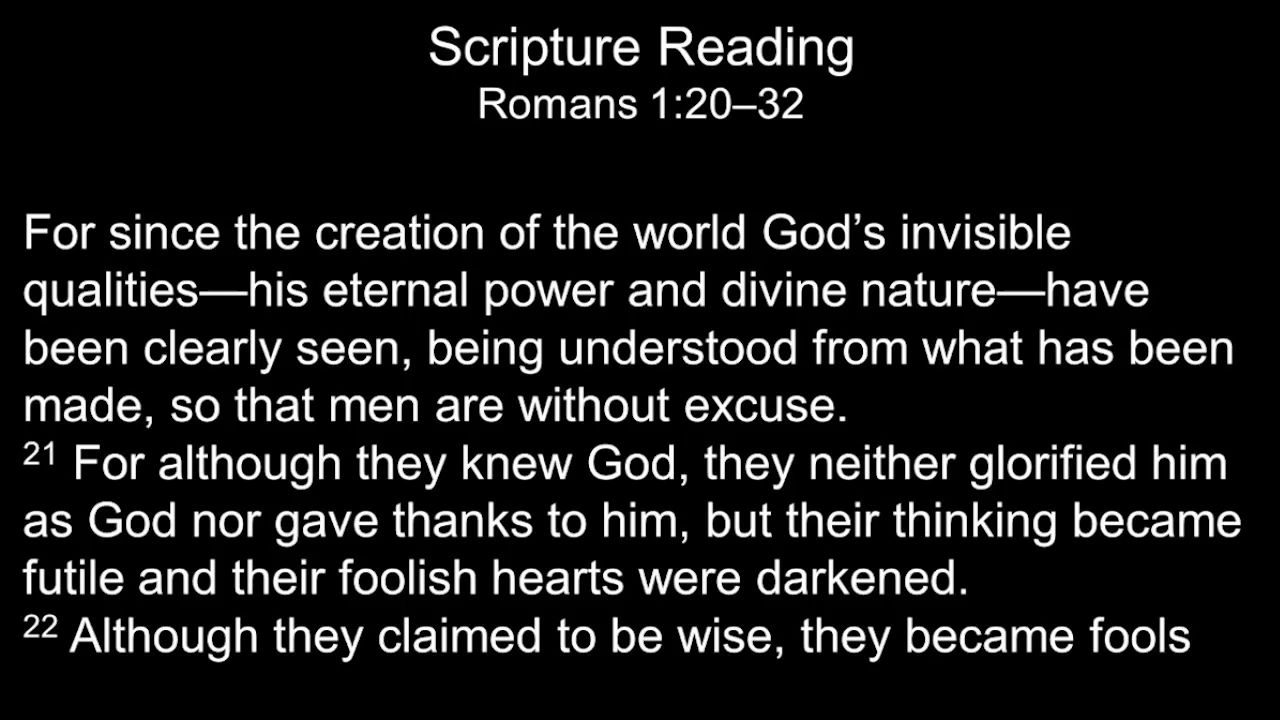 Scripture Reading
Romans 1:20–32
For since the creation of the world God’s invisible
qualities—his eternal power and divine nature—have
been clearly seen, being understood from what has been
made, so that men are without excuse.
21 For although they knew God, they neither glorified him
as God nor gave thanks to him, but their thinking became
futile and their foolish hearts were darkened.
22 Although they claimed to be wise, they became fools